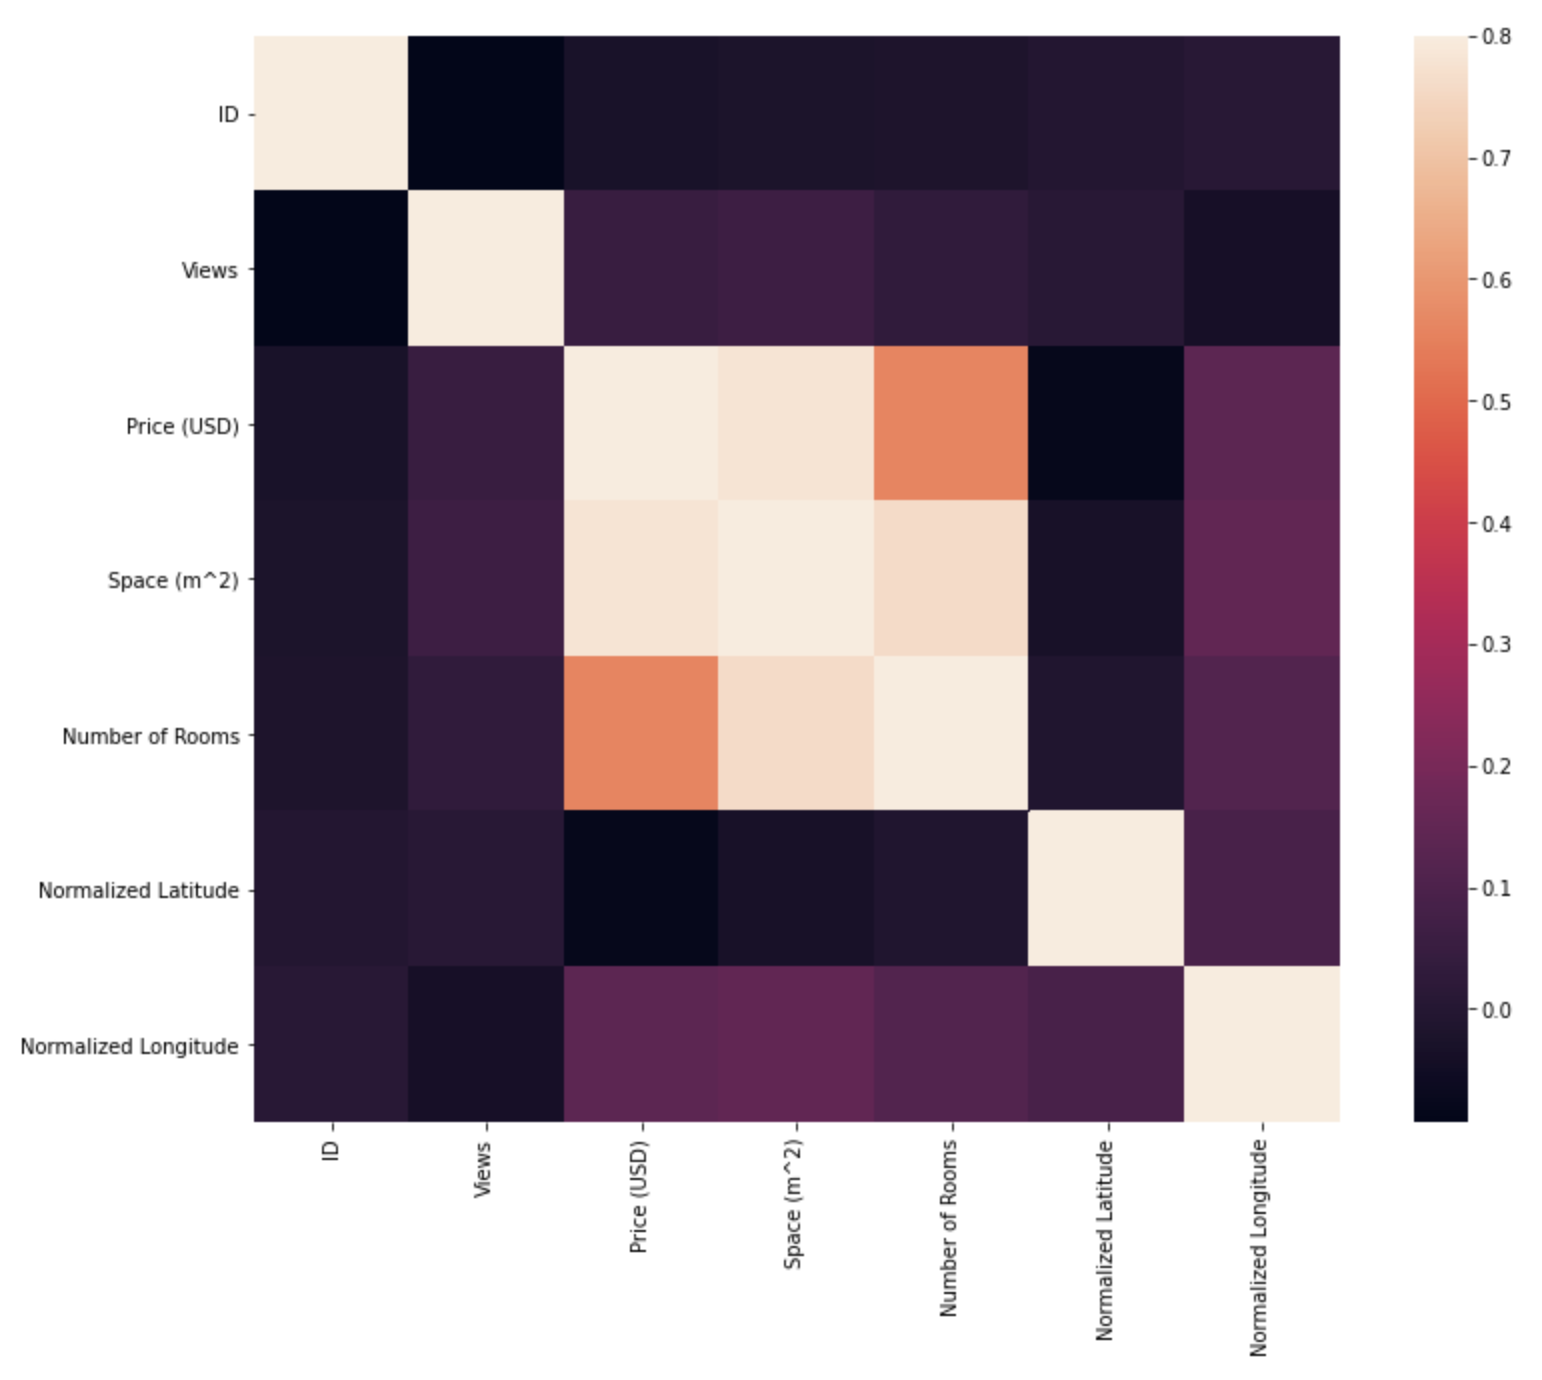 ID
Views
Price (USD)
Space (m^2)
Number of Rooms
Normalized Latitude
Normalized Longitude
ID
Views
Price (USD)
Space (m^2)
Number of Rooms
Normalized Latitude
Normalized Longitude
0.8
0.7
0.6
0.5
0.4
0.3
0.2
0.1
0.0